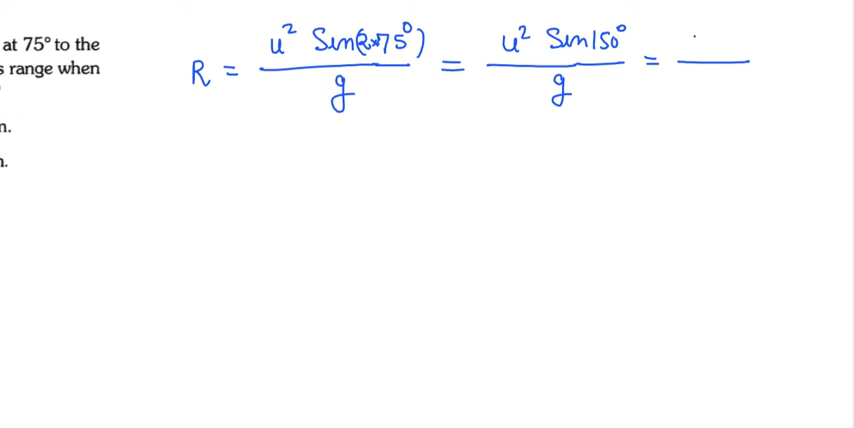 at 75° to the
s range when
n.
n.
R = u² Sin(2×75°) / g = u² Sin150° / g =